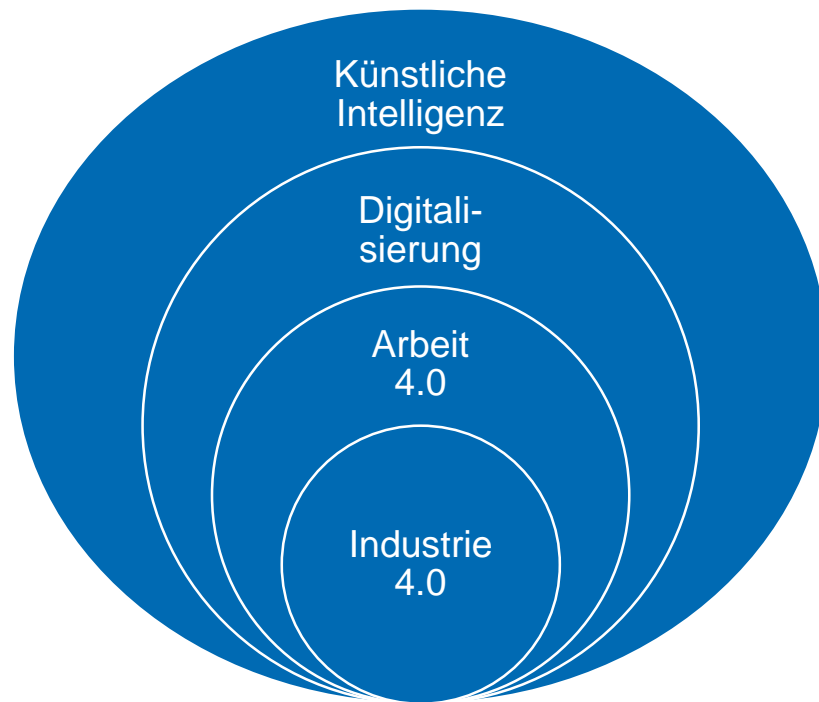 Künstliche
Intelligenz
Digitali-
sierung
Arbeit
4.0
Industrie
4.0